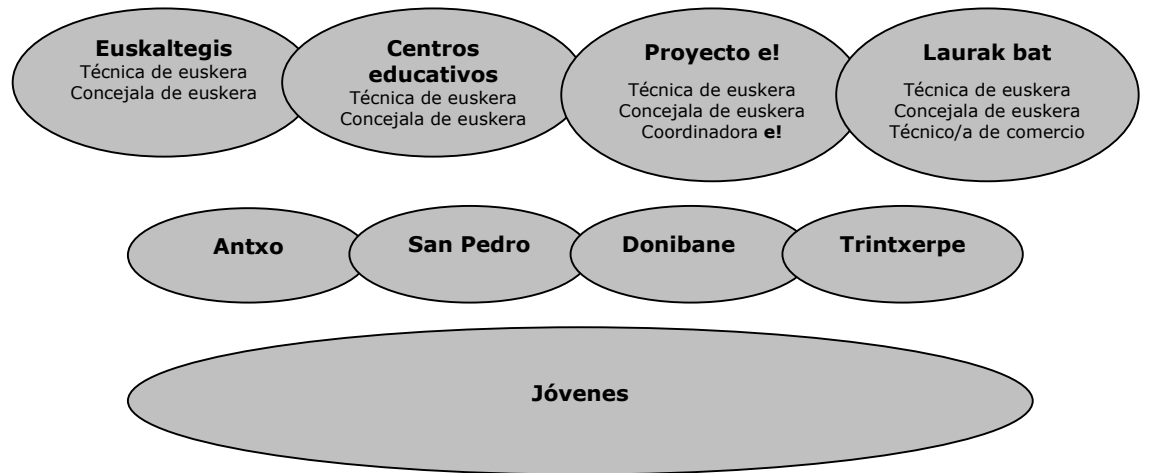 Euskaltegis
Técnica de euskera
Concejala de euskera
Centros
educativos
Técnica de euskera
Concejala de euskera
Proyecto e!
Técnica de euskera
Concejala de euskera
Coordinadora e!
Laurak bat
Técnica de euskera
Concejala de euskera
Técnico/a de comercio
Antxo
San Pedro
Donibane
Trintxerpe
Jóvenes